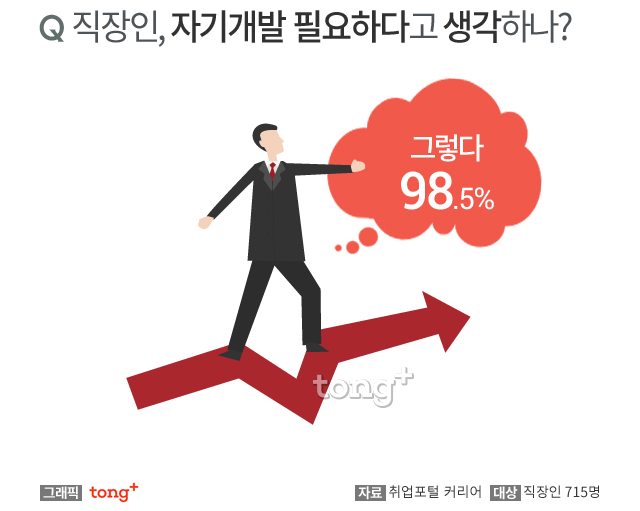 Q 직장인, 자기개발 필요하다고 생각하나?
그렇다
98.5%
tong+
그래픽 tong+
자료 취업포털 커리어 대상 직장인 715명